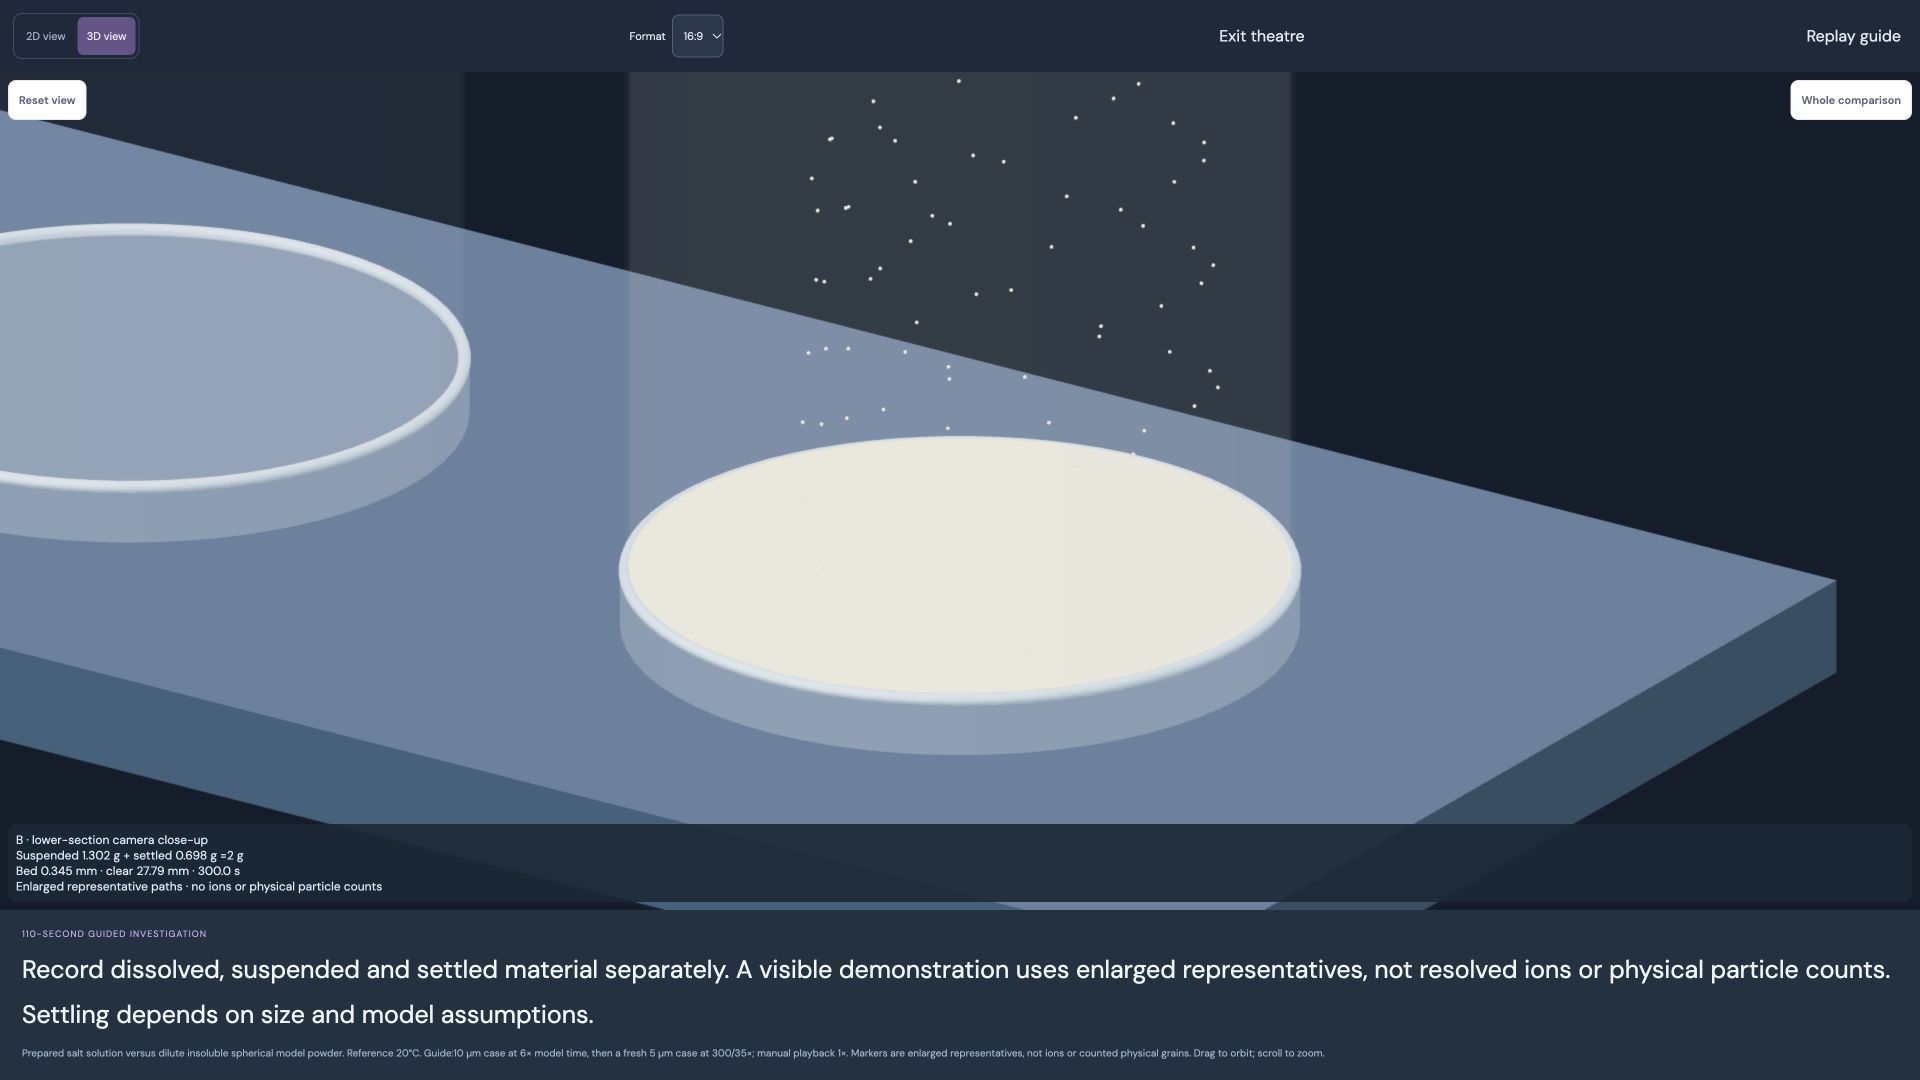 2D view
3D view
Format
16:9
Exit theatre
Replay guide
Reset view
Whole comparison
B · lower-section camera close-up
Suspended 1.302 g + settled 0.698 g =2 g
Bed 0.345 mm · clear 27.79 mm · 300.0 s
Enlarged representative paths · no ions or physical particle counts
110-SECOND GUIDED INVESTIGATION
Record dissolved, suspended and settled material separately. A visible demonstration uses enlarged representatives, not resolved ions or physical particle counts.
Settling depends on size and model assumptions.
Prepared salt solution versus dilute insoluble spherical model powder. Reference 20°C. Guide:10 µm case at 6× model time, then a fresh 5 µm case at 300/35×; manual playback 1×. Markers are enlarged representatives, not ions or counted physical grains. Drag to orbit; scroll to zoom.